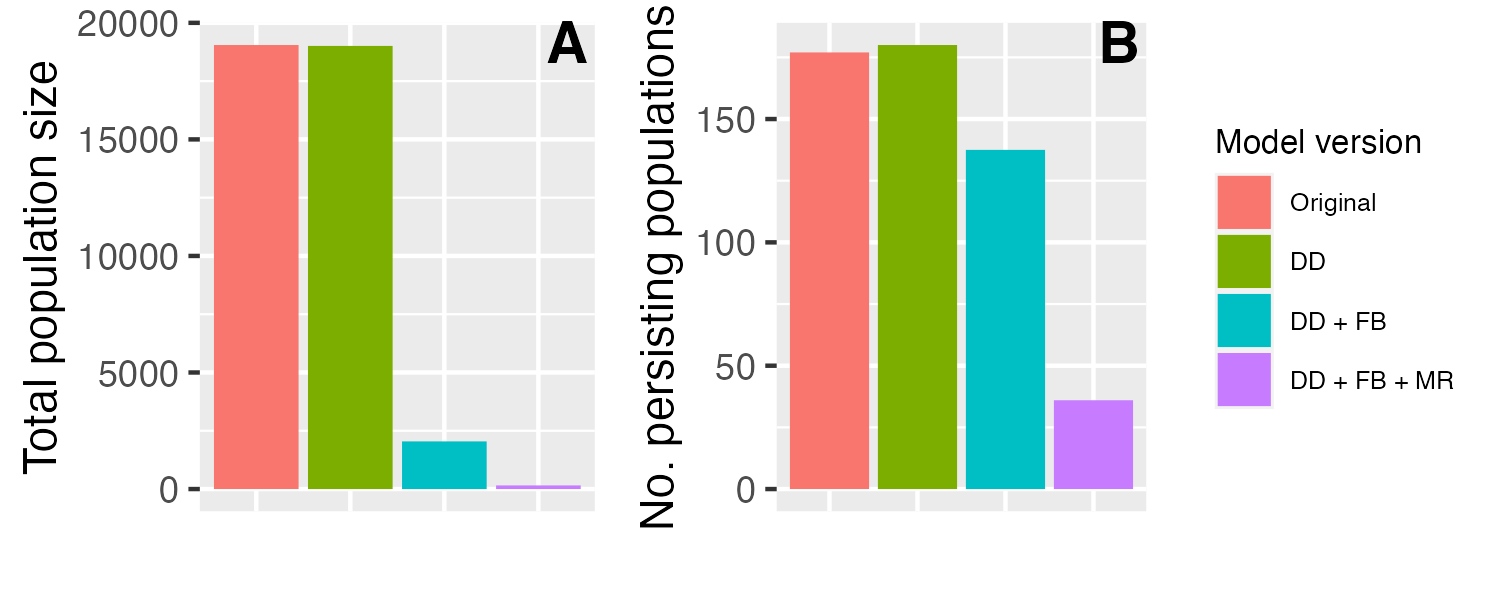 Total population size
20000
15000
10000
5000
0
A
No. persisting populations
150
100
50
0
B
Model version
Original
DD
DD + FB
DD + FB + MR